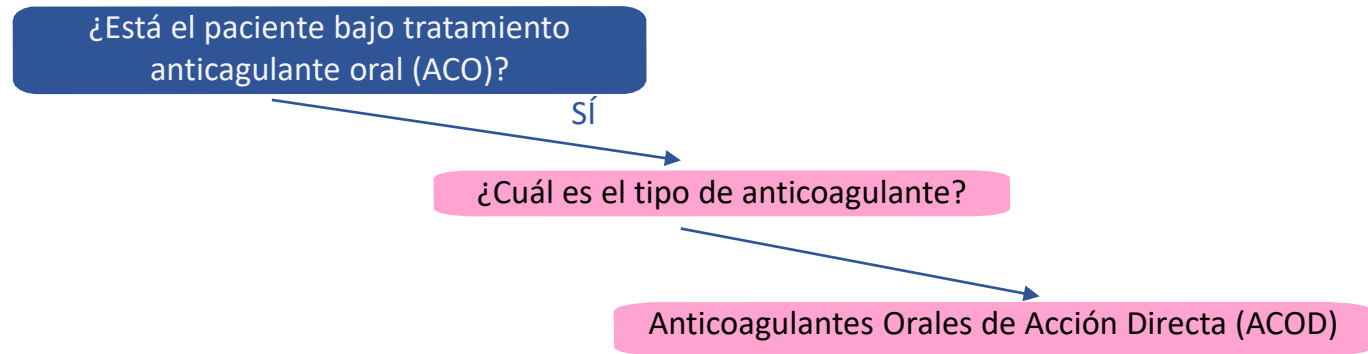 ¿Está el paciente bajo tratamiento
anticagulante oral (ACO)?
SÍ
¿Cuál es el tipo de anticoagulante?
Anticoagulantes Orales de Acción Directa (ACOD)